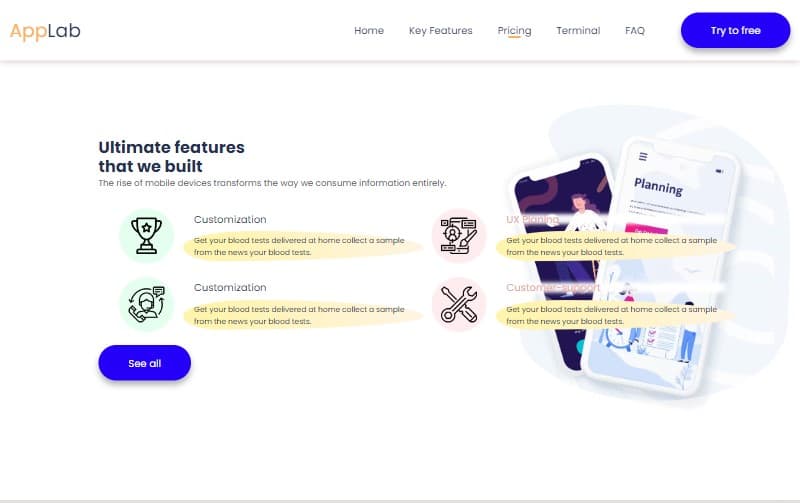 AppLab
Home Key Features Pricing Terminal FAQ Try to free
Ultimate features
that we built
The rise of mobile devices transforms the way we consume information entirely.
Customization
Get your blood tests delivered at home collect a sample
from the news your blood tests.
UX Planing
Get your blood tests delivered at home collect a sample
from the news your blood tests.
Customization
Get your blood tests delivered at home collect a sample
from the news your blood tests.
Customer-support
Get your blood tests delivered at home collect a sample
from the news your blood tests.
See all
Planning